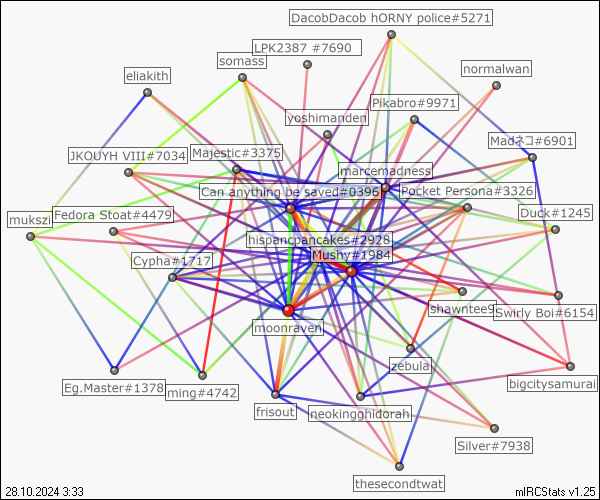 DacobDacob hORNY police#5271
LPK2387 #7690
somass
normalwan
eliakith
Pikabro#9971
yoshimanden
Madネコ#6901
JKOUYH VIII#7034
Majestic#3375
marcemadness
Can anything be saved#0396
Pocket Persona#3326
mukszi
Fedora Stoat#4479
Duck#1245
hispancpancakes#2928
Mushy#1984
Cypha#1717
shawntee9
Swirly Boi#6154
moonraven
zebula
Eg.Master#1378
ming#4742
bigcitysamurai
frisout
neokingghidorah
Silver#7938
thesecondtwat
28.10.2024 3:33
mIRCStats v1.25